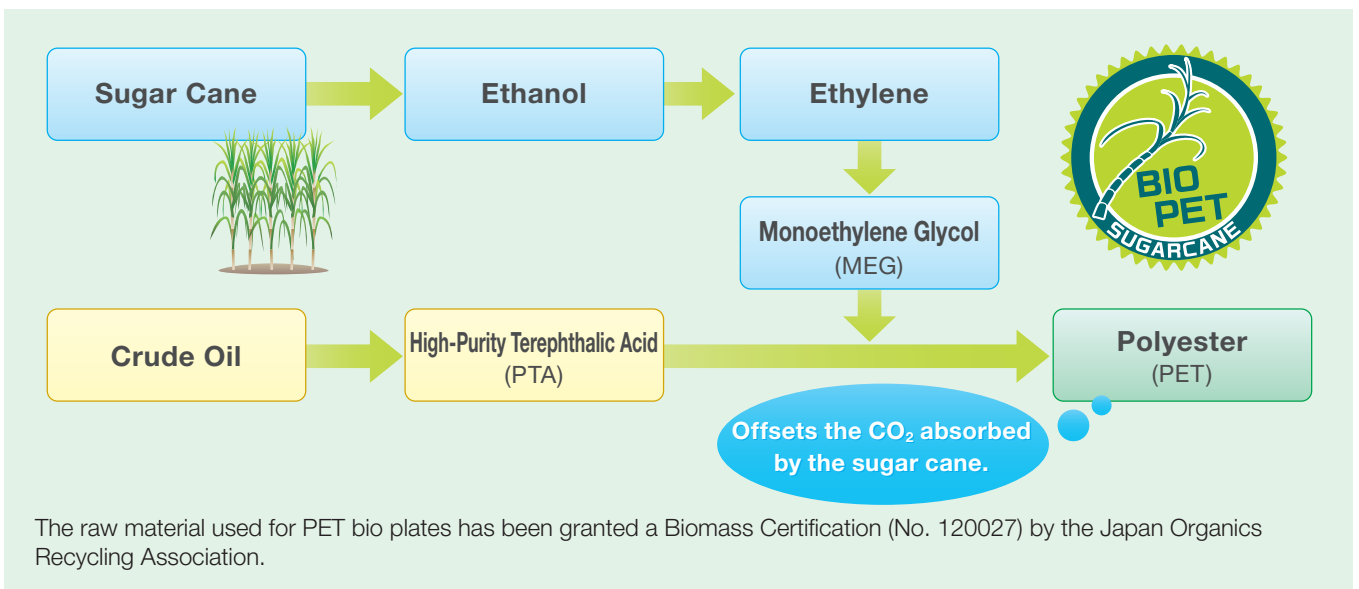 Sugar Cane
Ethanol
Ethylene
BIO
PET
SUGARCANE
Monoethylene Glycol
(MEG)
Crude Oil
High-Purity Terephthalic Acid
(PTA)
Polyester
(PET)
Offsets the CO₂ absorbed
by the sugar cane.
The raw material used for PET bio plates has been granted a Biomass Certification (No. 120027) by the Japan Organics
Recycling Association.